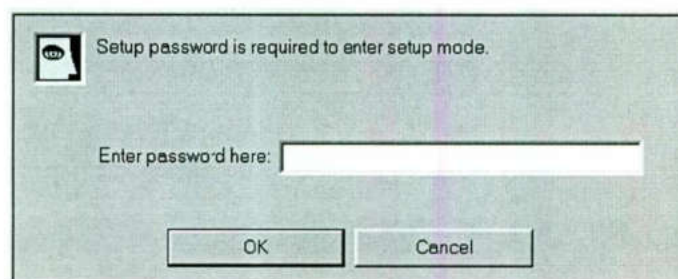 Setup password is required to enter setup mode.
Enter password here:
OK
Cancel